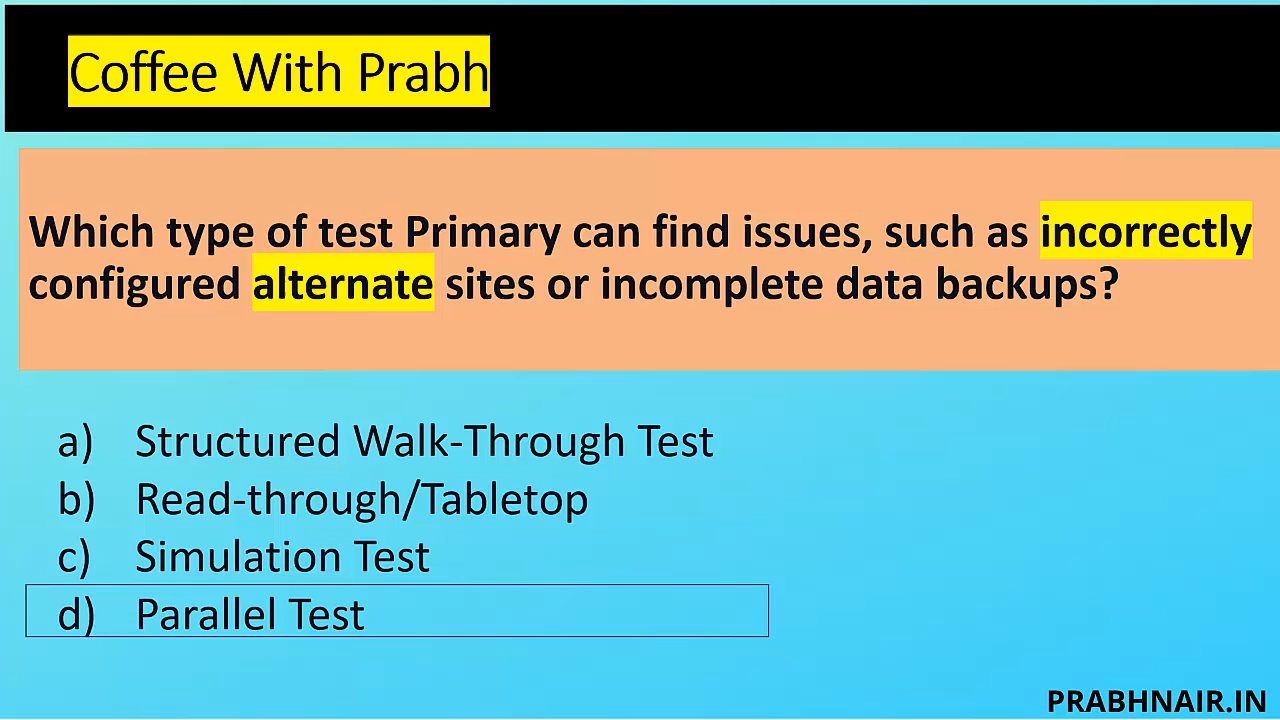 Coffee With Prabh
Which type of test Primary can find issues, such as incorrectly
configured alternate sites or incomplete data backups?
a) Structured Walk-Through Test
b) Read-through/Tabletop
c) Simulation Test
d) Parallel Test
PRABHNAIR.IN